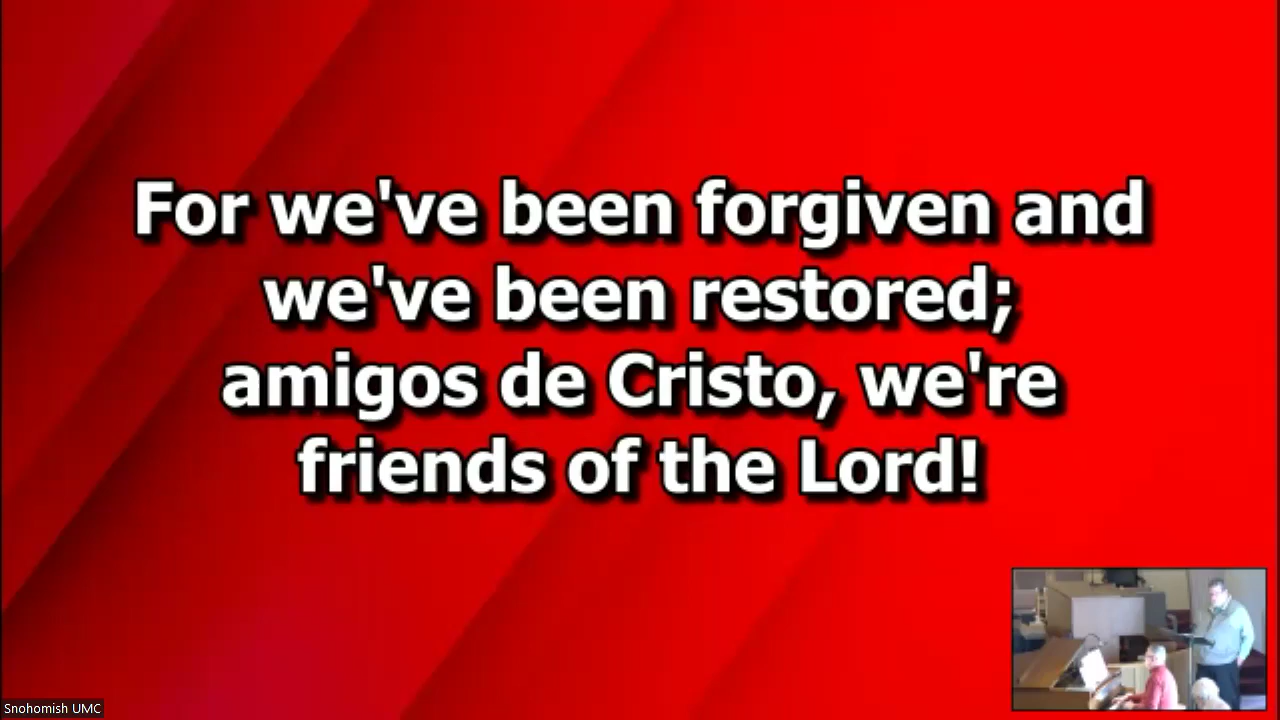 For we've been forgiven and
we've been restored;
amigos de Cristo, we're
friends of the Lord!
Snohomish UMC